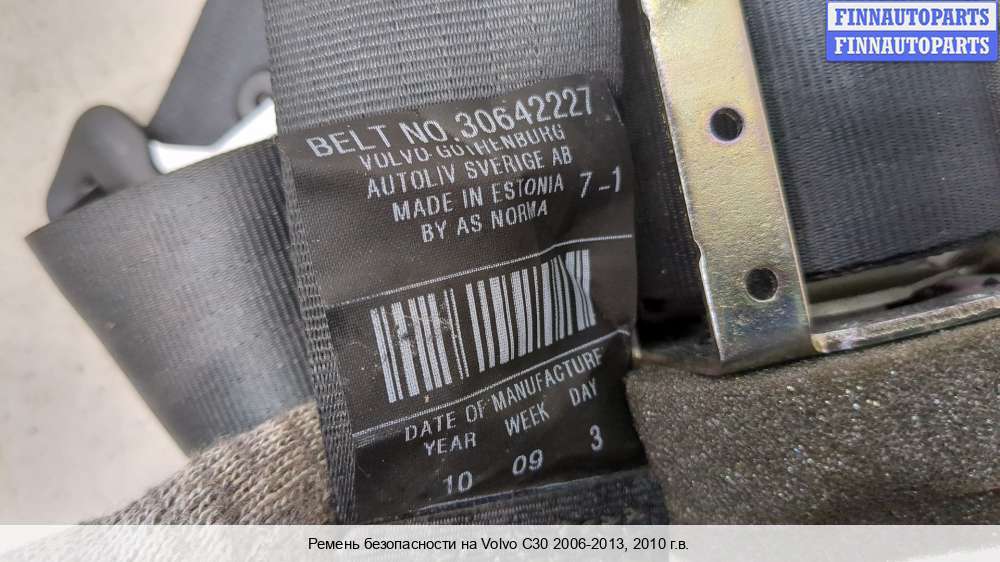 FINNAUTOPARTS
FINNAUTOPARTS
BELT NO.30642227
VOLVO-GOTHENBURG
AUTOLIV SVERIGE AB
MADE IN ESTONIA 7-1
BY AS NORMA
DATE OF MANUFACTURE
YEAR WEEK DAY
10 09 3
Ремень безопасности на Volvo C30 2006-2013, 2010 г.в.